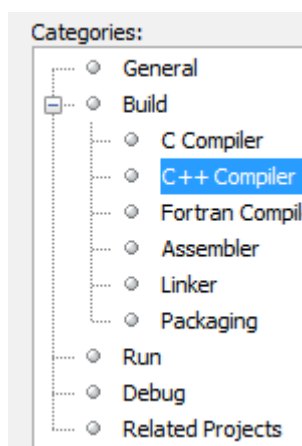 Categories:
General
Build
C Compiler
C++ Compiler
Fortran Compil
Assembler
Linker
Packaging
Run
Debug
Related Projects